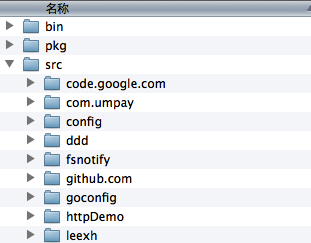 名称
bin
pkg
src
code.google.com
com.umpay
config
ddd
fsnotify
github.com
goconfig
httpDemo
leexh